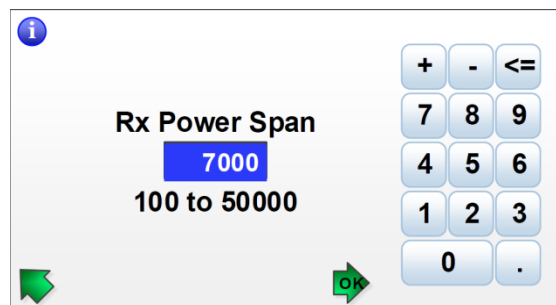 i
Rx Power Span
7000
100 to 50000
OK
+ - <=
7 8 9
4 5 6
1 2 3
0 .